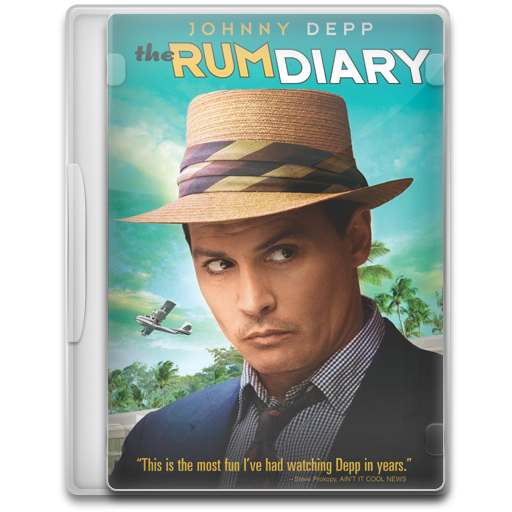 JOHNNY DEPP
the RUM DIARY
“This is the most fun I've had watching Depp in years.”
– Steve Prokopy, AIN'T IT COOL NEWS